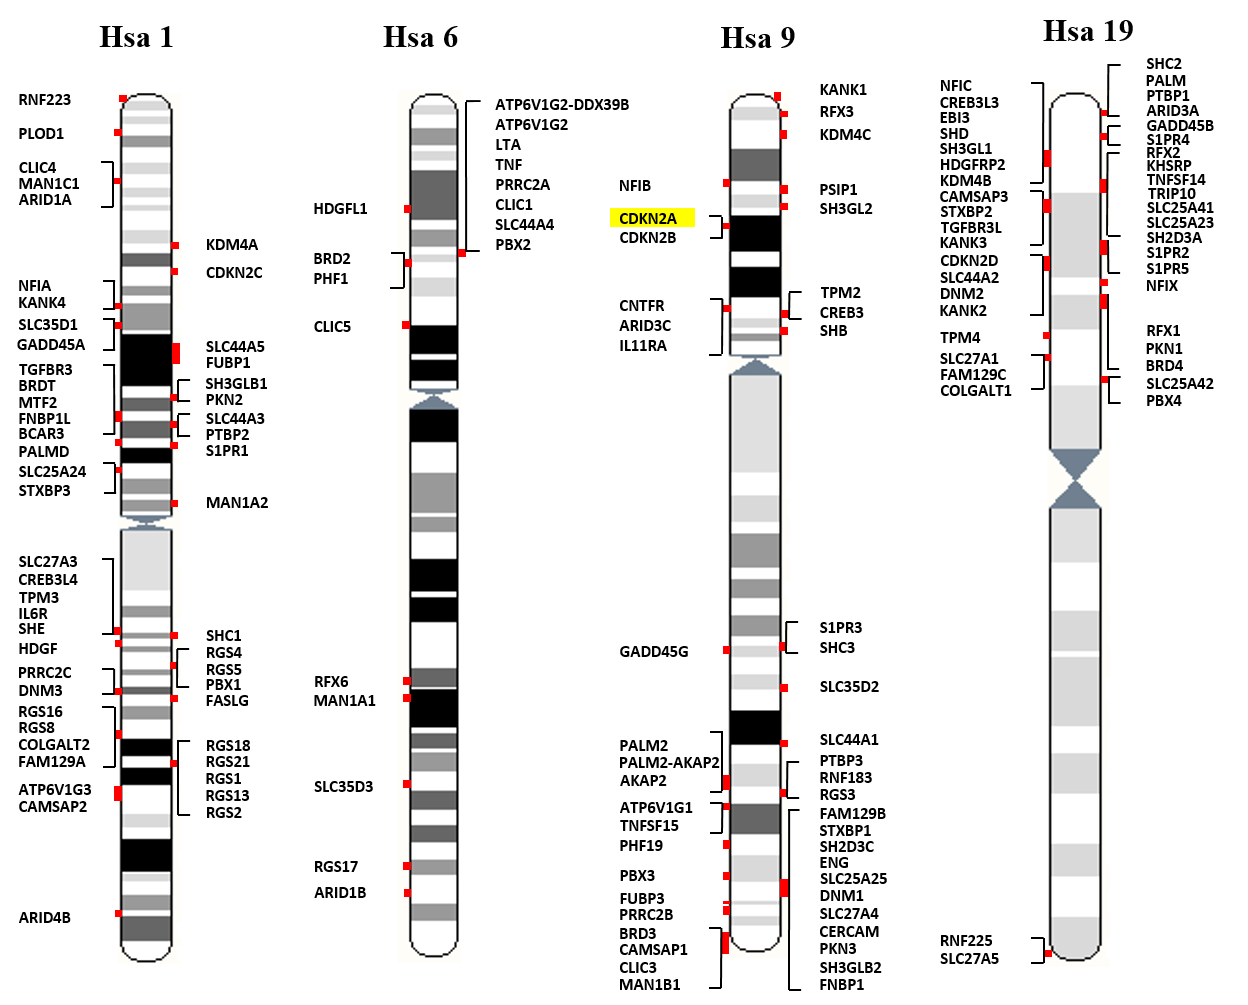 Hsa 1
RNF223
PLOD1
CLIC4
MAN1C1
ARID1A
KDM4A
CDKN2C
NFIA
KANK4
SLC35D1
GADD45A
SLC44A5
FUBP1
TGFBR3
BRDT
MTF2
FNBP1L
BCAR3
SH3GLB1
PKN2
SLC44A3
PTBP2
S1PR1
PALMD
SLC25A24
STXBP3
MAN1A2
SLC27A3
CREB3L4
TPM3
IL6R
SHE
HDGF
SHC1
RGS4
RGS5
PBX1
FASLG
PRRC2C
DNM3
RGS16
RGS8
COLGALT2
FAM129A
RGS18
RGS21
RGS1
RGS13
RGS2
ATP6V1G3
CAMSAP2
ARID4B
Hsa 6
ATP6V1G2-DDX39B
ATP6V1G2
LTA
TNF
PRRC2A
CLIC1
SLC44A4
PBX2
HDGFL1
BRD2
PHF1
CLIC5
RFX6
MAN1A1
SLC35D3
RGS17
ARID1B
Hsa 9
KANK1
RFX3
KDM4C
NFIB
PSIP1
SH3GL2
CDKN2A
CDKN2B
CNTFR
ARID3C
IL11RA
TPM2
CREB3
SHB
S1PR3
SHC3
GADD45G
SLC35D2
SLC44A1
PALM2
PALM2-AKAP2
AKAP2
PTBP3
RNF183
RGS3
ATP6V1G1
TNFSF15
PHF19
PBX3
FUBP3
PRRC2B
BRD3
CAMSAP1
CLIC3
MAN1B1
FAM129B
STXBP1
SH2D3C
ENG
SLC25A25
DNM1
SLC27A4
CERCAM
PKN3
SH3GLB2
FNBP1
Hsa 19
NFIC
CREB3L3
EBI3
SHD
SH3GL1
HDGFRP2
KDM4B
CAMSAP3
STXBP2
TGFBR3L
KANK3
CDKN2D
SLC44A2
DNM2
KANK2
TPM4
SLC27A1
FAM129C
COLGALT1
SHC2
PALM
PTBP1
ARID3A
GADD45B
S1PR4
RFX2
KHSRP
TNFSF14
TRIP10
SLC25A41
SLC25A23
SH2D3A
S1PR2
S1PR5
NFIX
RFX1
PKN1
BRD4
SLC25A42
PBX4
RNF225
SLC27A5